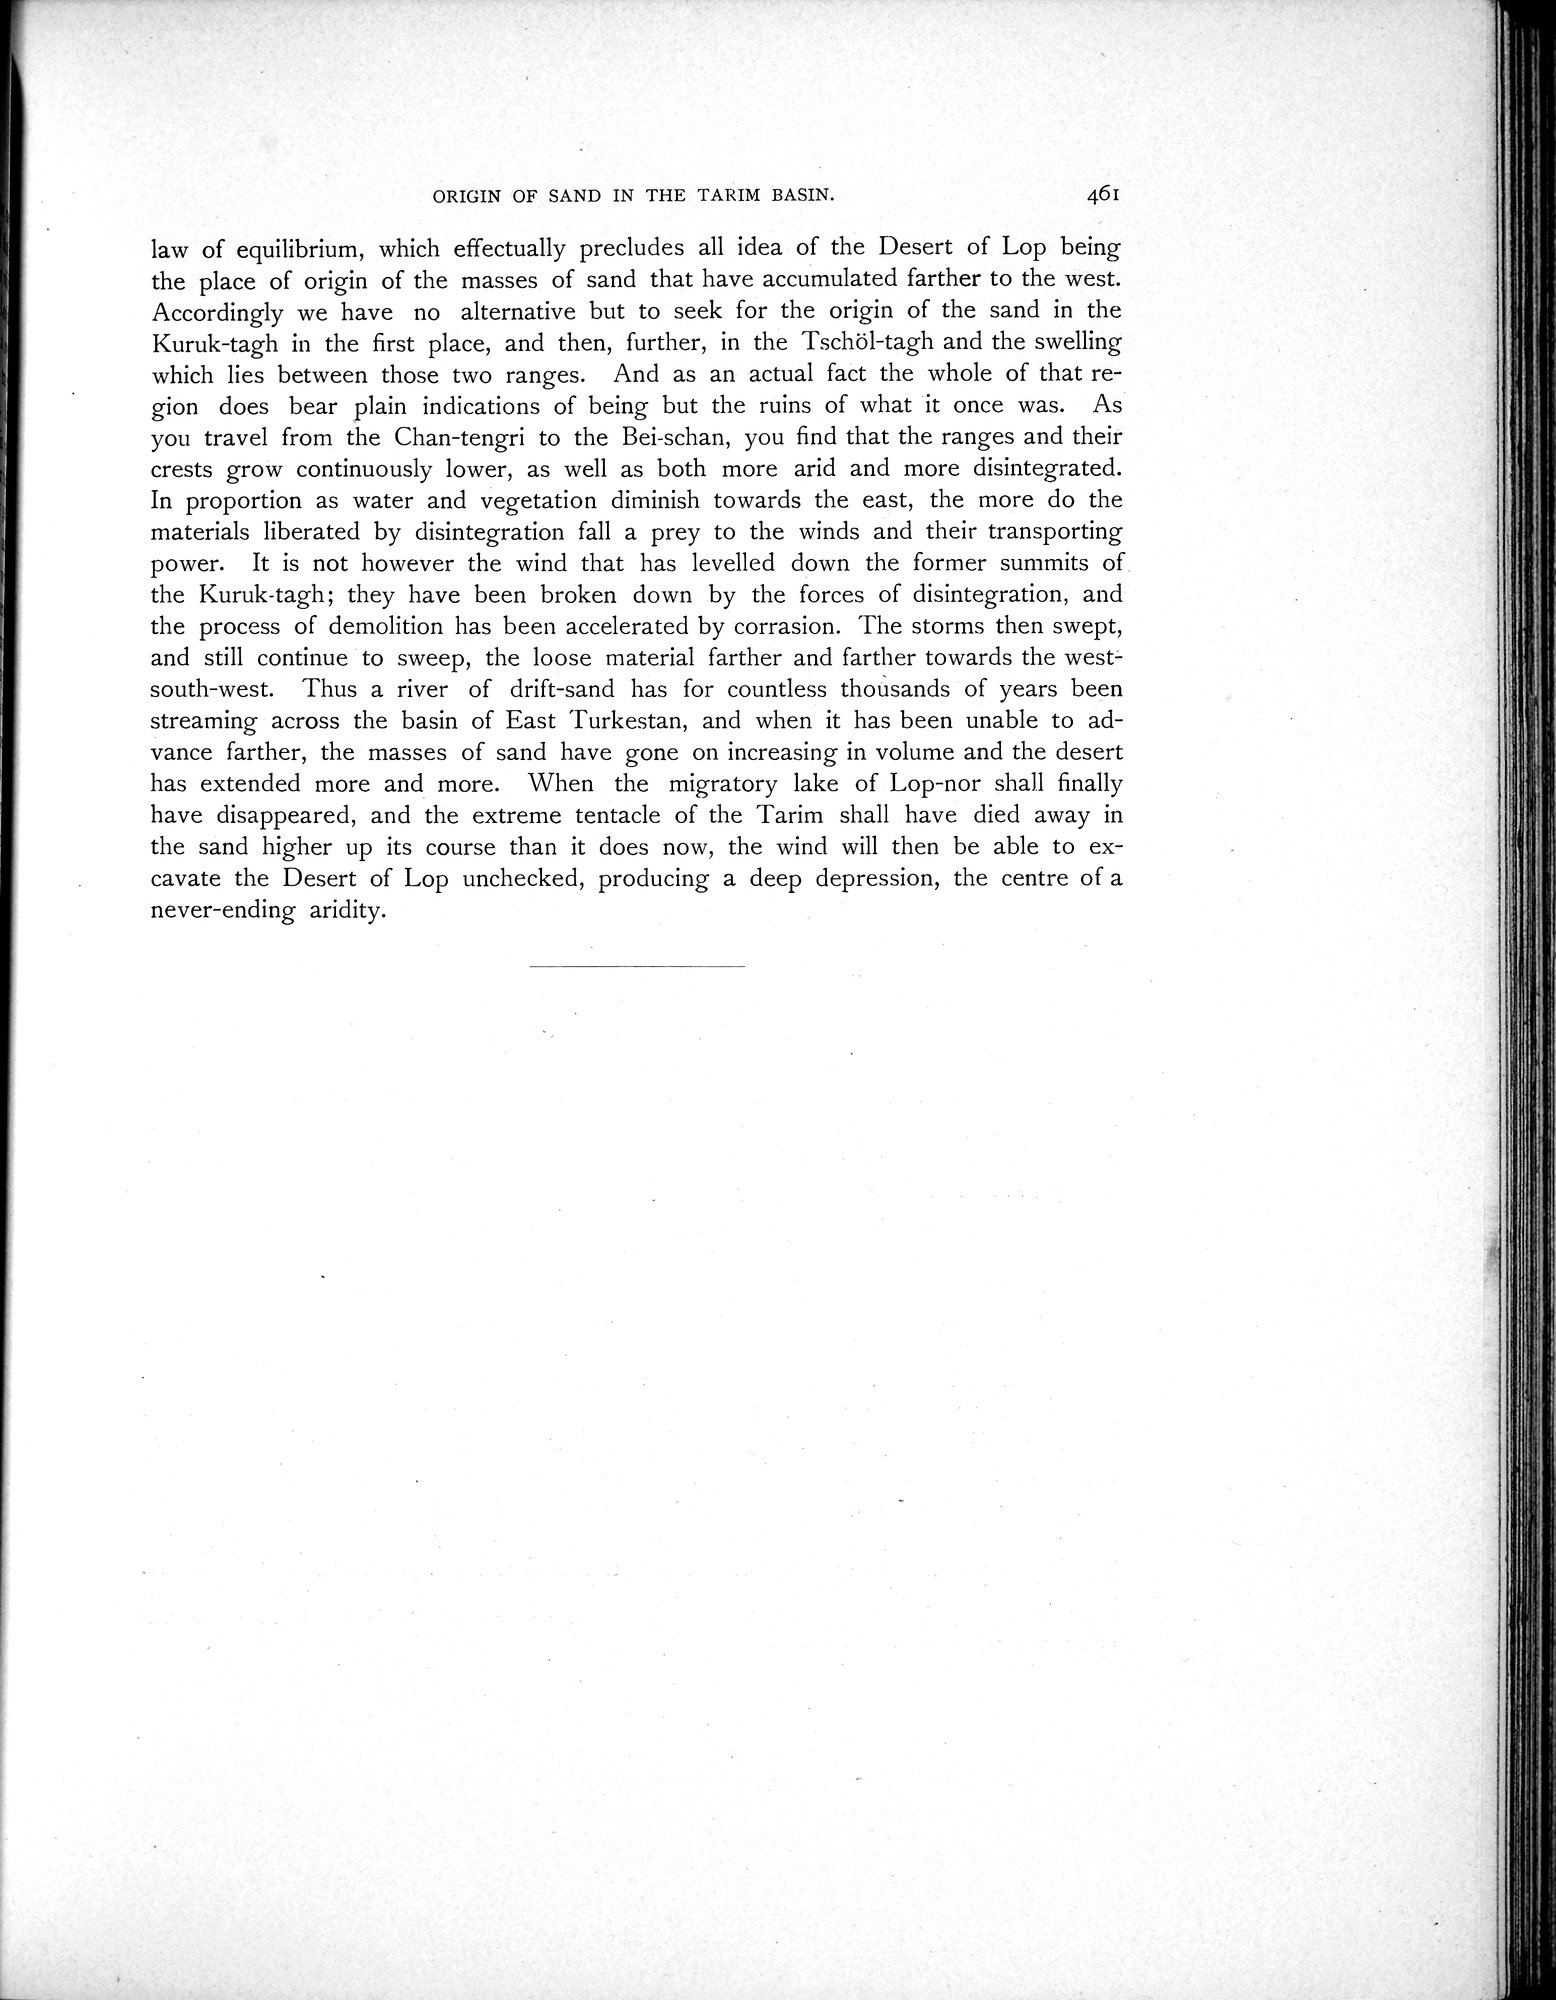 ORIGIN OF SAND IN THE TARIM BASIN. 461
law of equilibrium, which effectually precludes all idea of the Desert of Lop being
the place of origin of the masses of sand that have accumulated farther to the west.
Accordingly we have no alternative but to seek for the origin of the sand in the
Kuruk-tagh in the first place, and then, further, in the Tschöl-tagh and the swelling
which lies between those two ranges. And as an actual fact the whole of that re-
gion does bear plain indications of being but the ruins of what it once was. As
you travel from the Chan-tengri to the Bei-schan, you find that the ranges and their
crests grow continuously lower, as well as both more arid and more disintegrated.
In proportion as water and vegetation diminish towards the east, the more do the
materials liberated by disintegration fall a prey to the winds and their transporting
power. It is not however the wind that has levelled down the former summits of
the Kuruk-tagh; they have been broken down by the forces of disintegration, and
the process of demolition has been accelerated by corrasion. The storms then swept,
and still continue to sweep, the loose material farther and farther towards the west-
south-west. Thus a river of drift-sand has for countless thousands of years been
streaming across the basin of East Turkestan, and when it has been unable to ad-
vance farther, the masses of sand have gone on increasing in volume and the desert
has extended more and more. When the migratory lake of Lop-nor shall finally
have disappeared, and the extreme tentacle of the Tarim shall have died away in
the sand higher up its course than it does now, the wind will then be able to ex-
cavate the Desert of Lop unchecked, producing a deep depression, the centre of a
never-ending aridity.